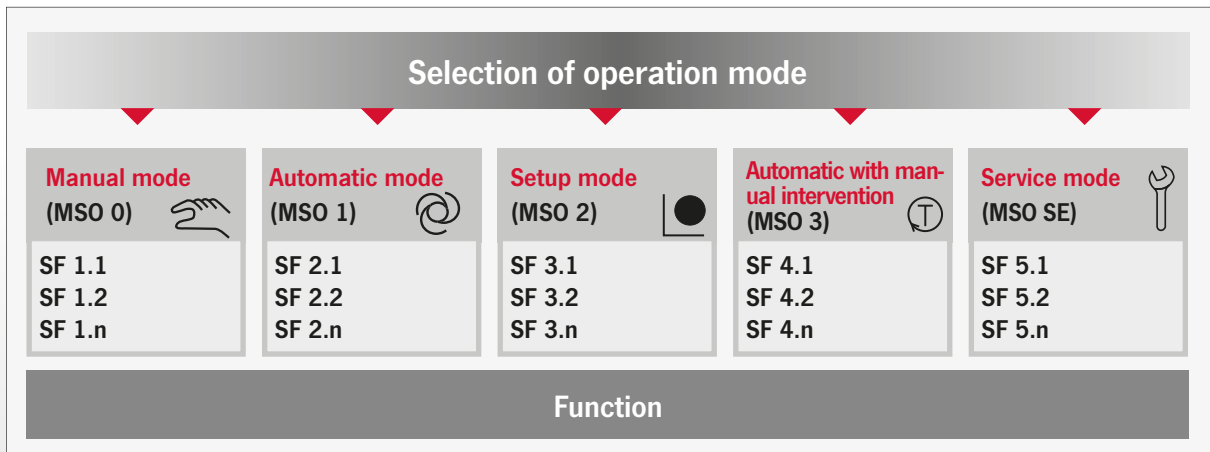 Selection of operation mode
Manual mode
(MSO 0)
SF 1.1
SF 1.2
SF 1.n
Automatic mode
(MSO 1)
SF 2.1
SF 2.2
SF 2.n
Setup mode
(MSO 2)
SF 3.1
SF 3.2
SF 3.n
Automatic with man-
ual intervention
(MSO 3)
T
SF 4.1
SF 4.2
SF 4.n
Service mode
(MSO SE)
SF 5.1
SF 5.2
SF 5.n
Function